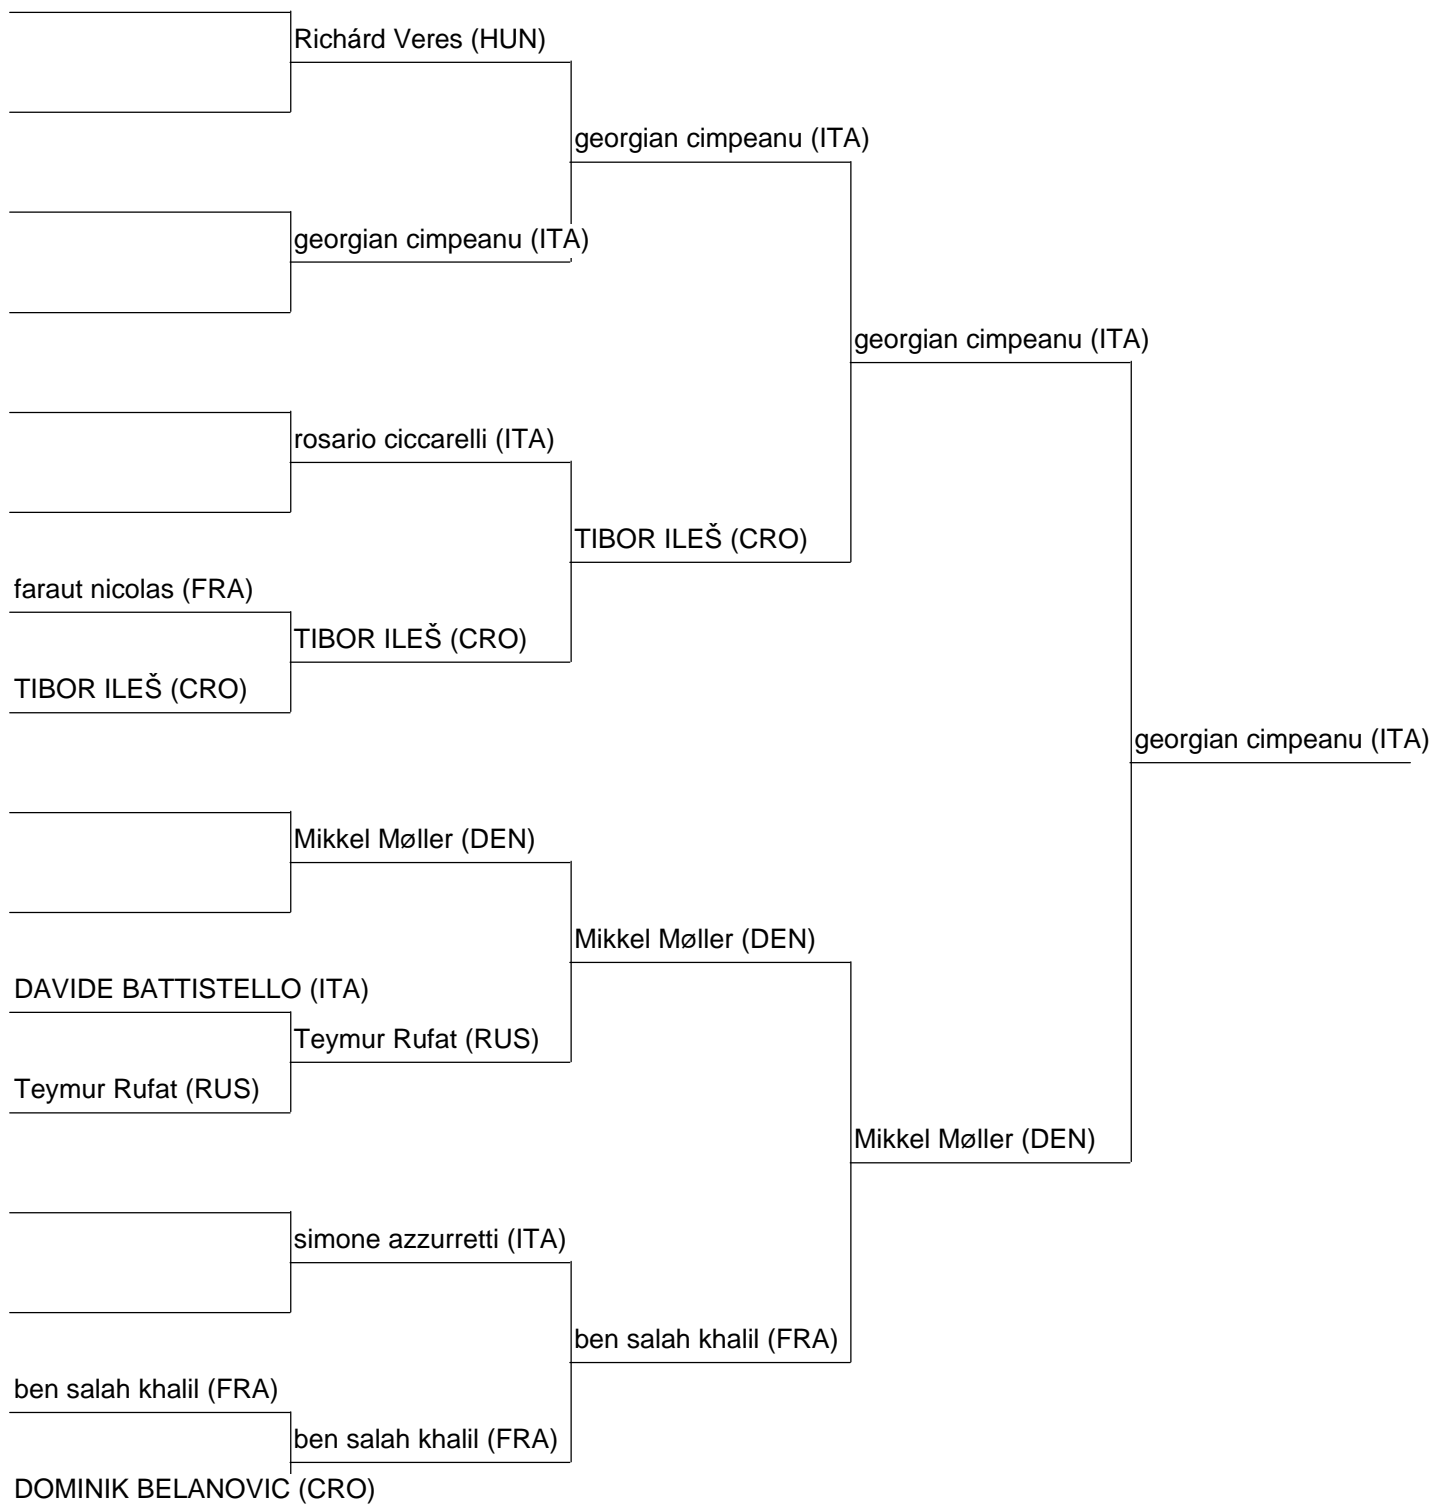 Richárd Veres (HUN)
georgian cimpeanu (ITA)
georgian cimpeanu (ITA)
georgian cimpeanu (ITA)
rosario ciccarelli (ITA)
TIBOR ILEŠ (CRO)
faraut nicolas (FRA)
TIBOR ILEŠ (CRO)
TIBOR ILEŠ (CRO)
georgian cimpeanu (ITA)
Mikkel Møller (DEN)
Mikkel Møller (DEN)
DAVIDE BATTISTELLO (ITA)
Teymur Rufat (RUS)
Teymur Rufat (RUS)
Mikkel Møller (DEN)
simone azzurretti (ITA)
ben salah khalil (FRA)
ben salah khalil (FRA)
ben salah khalil (FRA)
DOMINIK BELANOVIC (CRO)